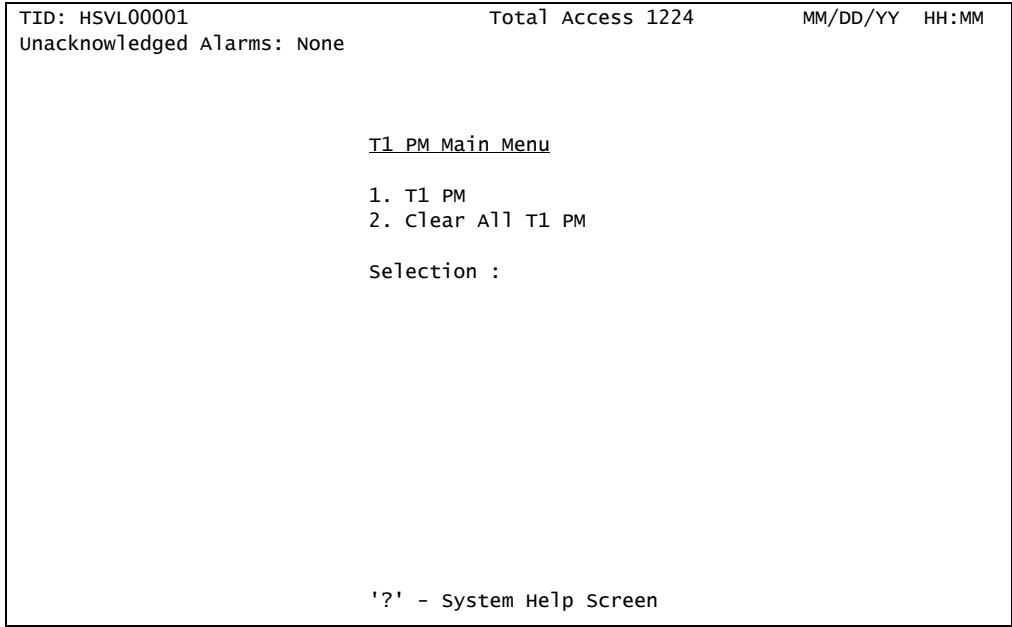 TID: HSVL00001 Total Access 1224 MM/DD/YY HH:MM
Unacknowledged Alarms: None
T1 PM Main Menu
1. T1 PM
2. Clear All T1 PM
Selection :
'?' - System Help Screen